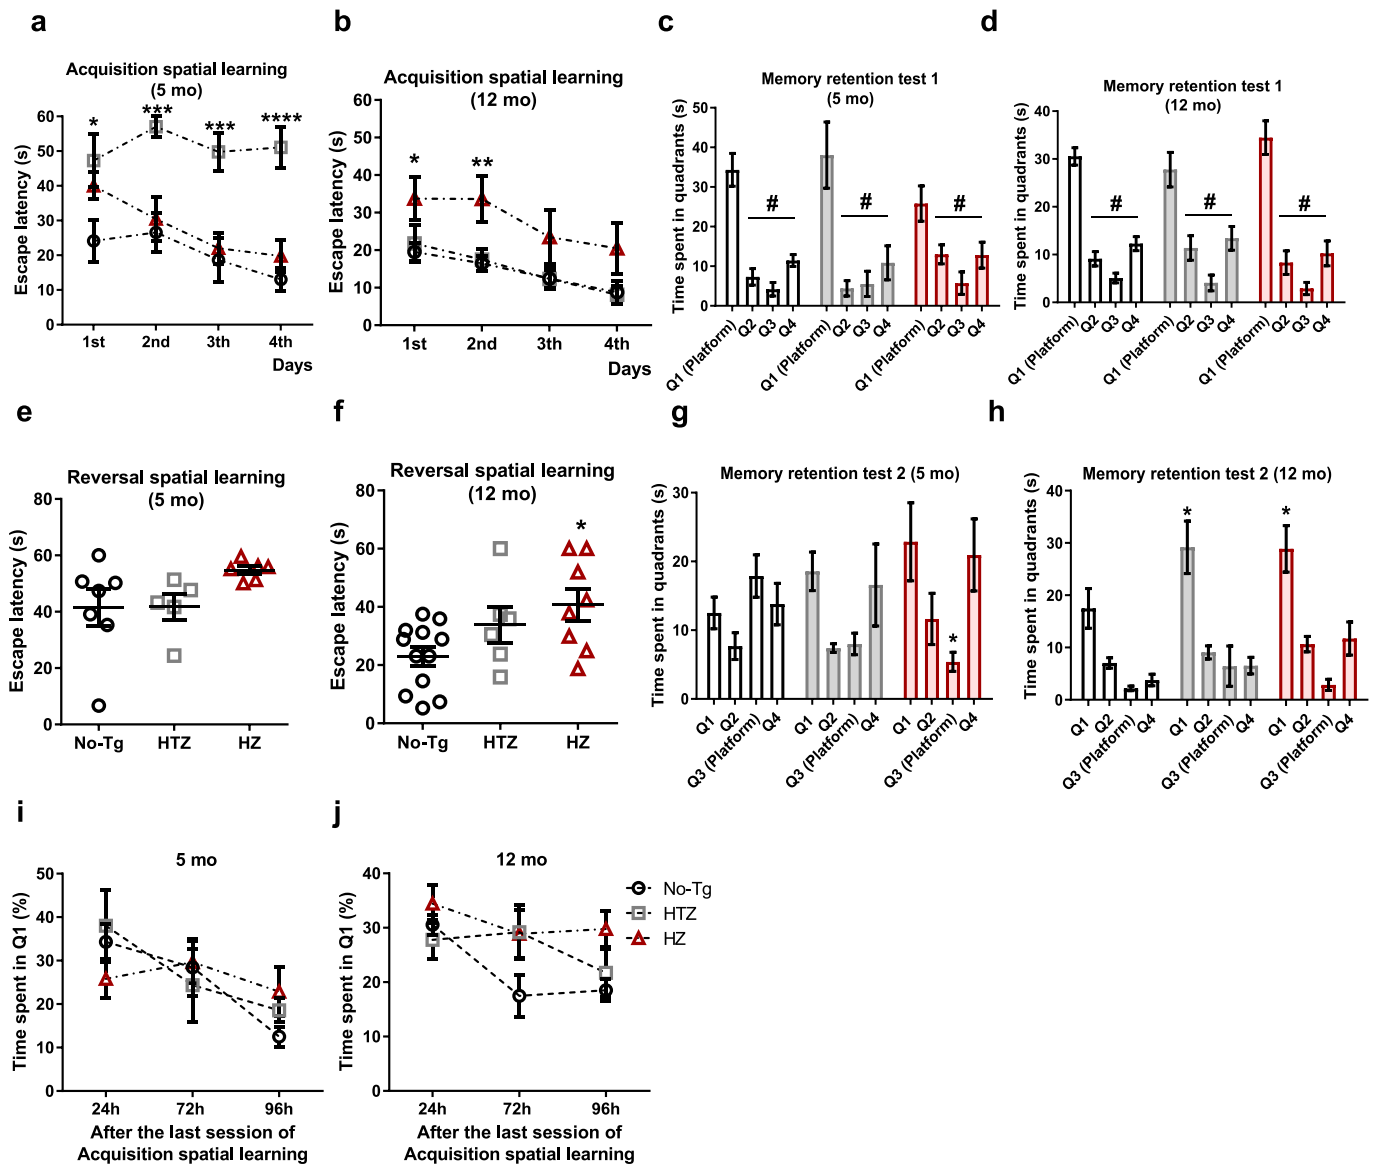 a
Acquisition spatial learning
(5 mo)
Escape latency (s)
60
50
40
30
20
10
0
*
***
***
****
1st
2nd
3th
4th
Days
b
Acquisition spatial learning
(12 mo)
Escape latency (s)
60
50
40
30
20
10
0
*
**
1st
2nd
3th
4th
Days
c
Memory retention test 1
(5 mo)
Time spent in quadrants (s)
50
40
30
20
10
0
#
#
#
Q1 (Platform)
Q2
Q3
Q4
Q1 (Platform)
Q2
Q3
Q4
Q1 (Platform)
Q2
Q3
Q4
d
Memory retention test 1
(12 mo)
Time spent in quadrants (s)
40
30
20
10
0
#
#
#
Q1 (Platform)
Q2
Q3
Q4
Q1 (Platform)
Q2
Q3
Q4
Q1 (Platform)
Q2
Q3
Q4
e
Reversal spatial learning
(5 mo)
Escape latency (s)
80
60
40
20
0
No-Tg
HTZ
HZ
f
Reversal spatial learning
(12 mo)
Escape latency (s)
80
60
40
20
0
*
No-Tg
HTZ
HZ
g
Memory retention test 2 (5 mo)
Time spent in quadrants (s)
30
20
10
0
*
Q1
Q2
Q3 (Platform)
Q4
Q1
Q2
Q3 (Platform)
Q4
Q1
Q2
Q3 (Platform)
Q4
h
Memory retention test 2 (12 mo)
Time spent in quadrants (s)
40
30
20
10
0
*
*
Q1
Q2
Q3 (Platform)
Q4
Q1
Q2
Q3 (Platform)
Q4
Q1
Q2
Q3 (Platform)
Q4
i
5 mo
Time spent in Q1 (%)
50
40
30
20
10
0
24h
72h
96h
After the last session of
Acquisition spatial learning
j
12 mo
Time spent in Q1 (%)
40
30
20
10
0
24h
72h
96h
After the last session of
Acquisition spatial learning
No-Tg
HTZ
HZ